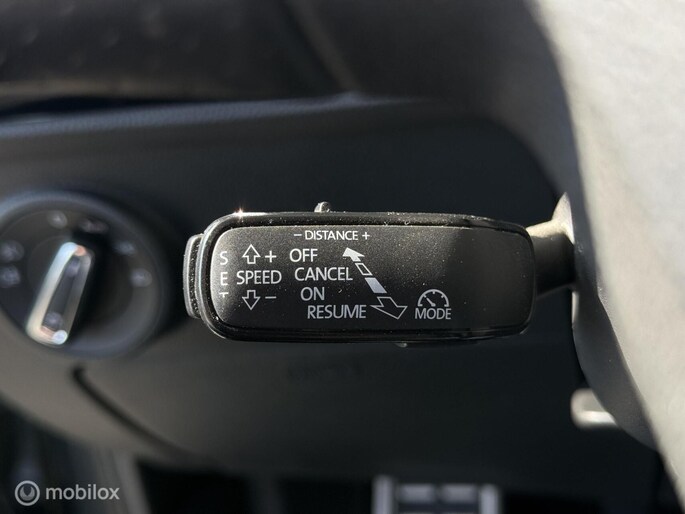 - DISTANCE +
S + OFF
E SPEED CANCEL
T - ON
RESUME MODE
mobilox